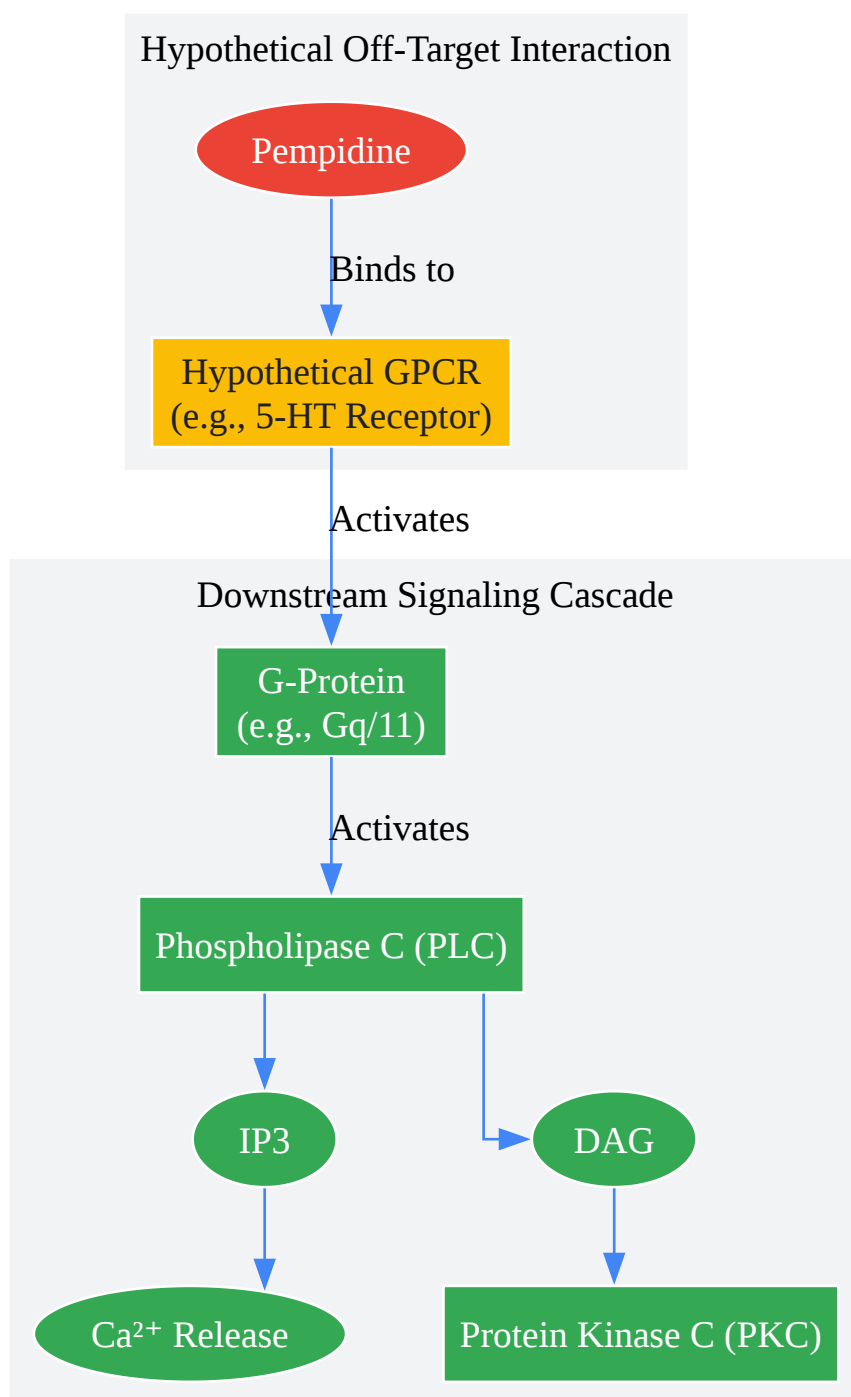 Hypothetical Off-Target Interaction
Pempidine
Binds to
Hypothetical GPCR
(e.g., 5-HT Receptor)
Activates
Downstream Signaling Cascade
G-Protein
(e.g., Gq/11)
Activates
Phospholipase C (PLC)
IP3
DAG
Ca²⁺ Release
Protein Kinase C (PKC)